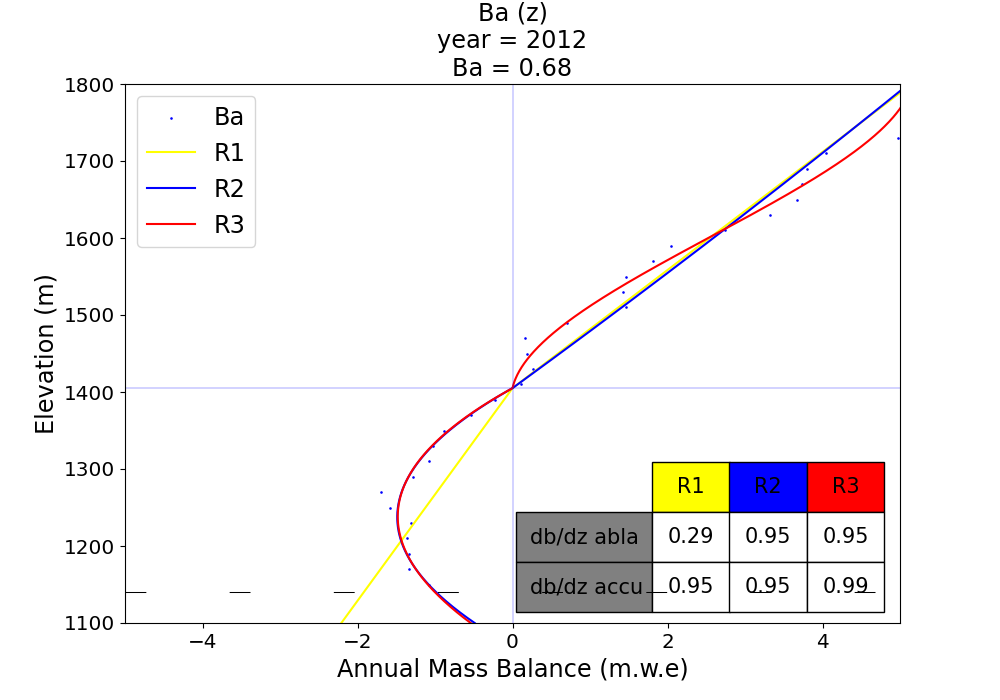 Ba (z)
year = 2012
Ba = 0.68
1800
1700
1600
1500
1400
1300
1200
1100
Elevation (m)
Ba
R1
R2
R3
R1 R2 R3
db/dz abla 0.29 0.95 0.95
db/dz accu 0.95 0.95 0.99
−4 −2 0 2 4
Annual Mass Balance (m.w.e)